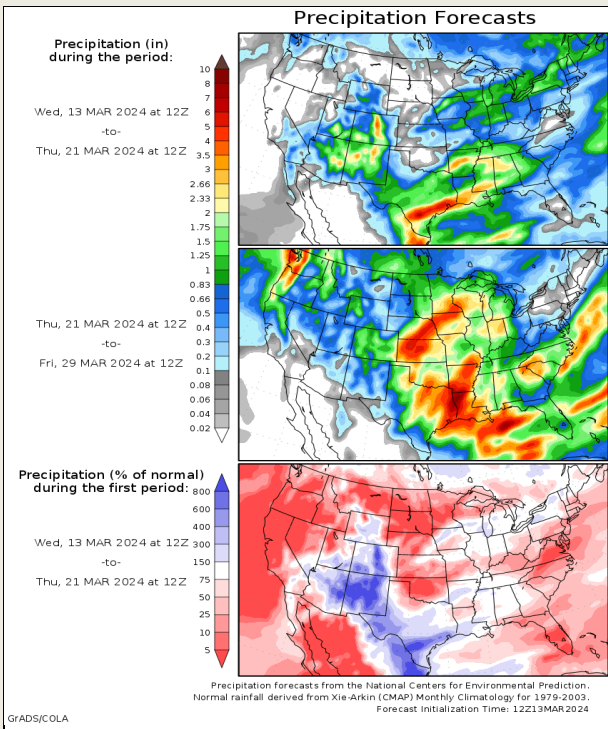 Precipitation Forecasts
Precipitation (in)
during the period:
Wed, 13 MAR 2024 at 12Z
-to-
Thu, 21 MAR 2024 at 12Z
10
8
7
6
5
4
3.5
3
2.66
2.33
2
1.75
1.5
1.25
1
0.83
0.66
0.5
0.4
0.3
0.2
0.1
0.08
0.06
0.04
0.02
Thu, 21 MAR 2024 at 12Z
-to-
Fri, 29 MAR 2024 at 12Z
Precipitation (% of normal)
during the first period:
Wed, 13 MAR 2024 at 12Z
-to-
Thu, 21 MAR 2024 at 12Z
800
600
400
300
150
75
50
25
10
5
Precipitation forecasts from the National Centers for Environmental Prediction.
Normal rainfall derived from Xie-Arkin (CMAP) Monthly Climatology for 1979-2003.
Forecast Initialization Time: 12Z13MAR2024
GrADS/COLA